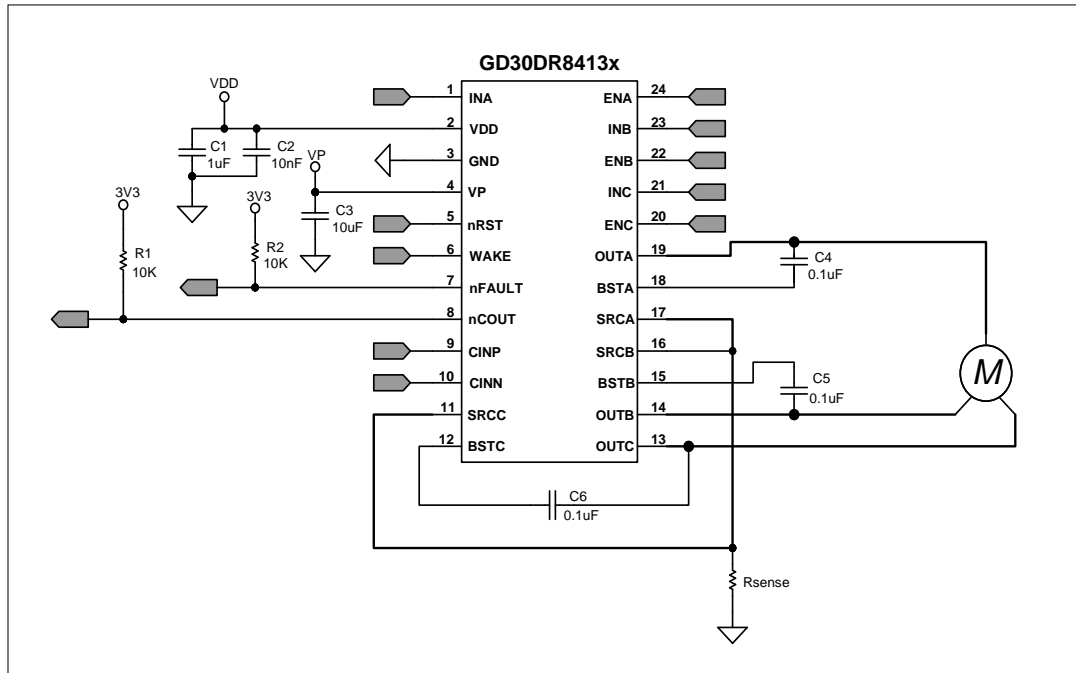 GD30DR8413x
1
INA
ENA
24
VDD
2
VDD
INB
23
C1
1uF
C2
10nF
3
GND
ENB
22
VP
4
VP
INC
21
3V3
3V3
C3
10uF
5
nRST
ENC
20
R1
10K
R2
10K
6
WAKE
OUTA
19
C4
0.1uF
7
nFAULT
BSTA
18
8
nCOUT
SRCA
17
9
CINP
SRCB
16
M
10
CINN
BSTB
15
C5
0.1uF
11
SRCC
OUTB
14
12
BSTC
OUTC
13
C6
0.1uF
Rsense